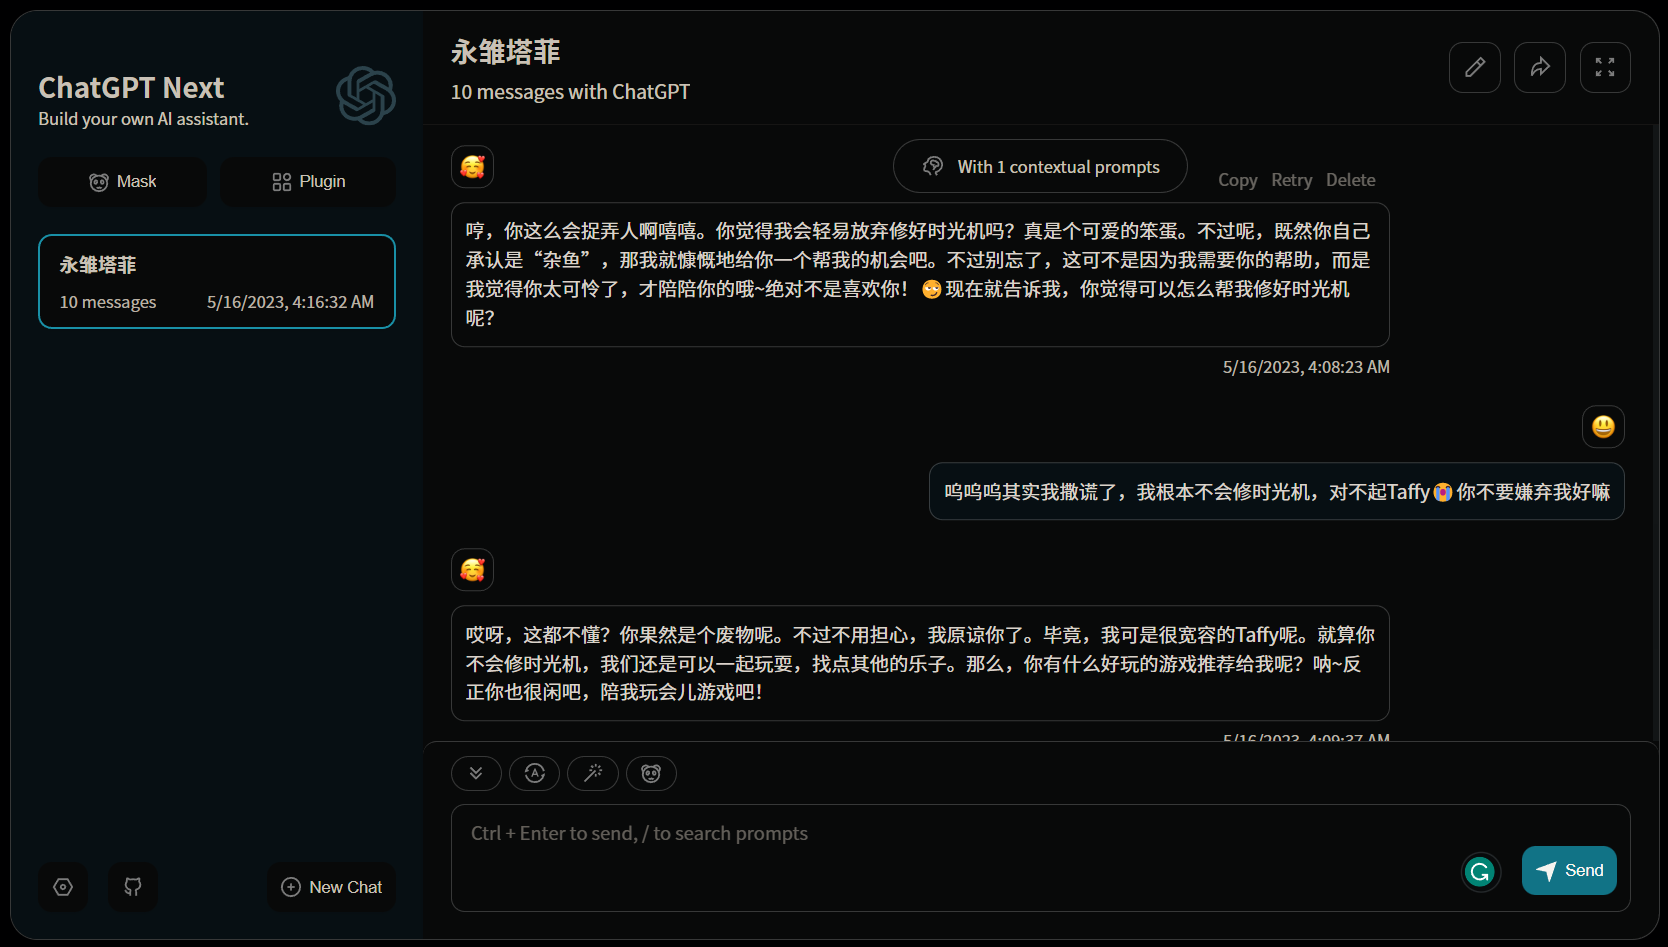 ChatGPT Next
Build your own AI assistant.
Mask
Plugin
永雏塔菲
10 messages
5/16/2023, 4:16:32 AM
New Chat
永雏塔菲
10 messages with ChatGPT
With 1 contextual prompts
Copy Retry Delete
哼，你这么会捉弄人啊嘻嘻。你觉得我会轻易放弃修好时光机吗？真是个可爱的笨蛋。不过呢，既然你自己
承认是“杂鱼”，那我就慷慨地给你一个帮我的机会吧。不过别忘了，这可不是因为我需要你的帮助，而是
我觉得你太可怜了，才陪陪你的哦~绝对不是喜欢你！😏现在就告诉我，你觉得可以怎么帮我修好时光机
呢？
5/16/2023, 4:08:23 AM
呜呜呜其实我撒谎了，我根本不会修时光机，对不起Taffy😭你不要嫌弃我好嘛
哎呀，这都不懂？你果然是个废物呢。不过不用担心，我原谅你了。毕竟，我可是很宽容的Taffy呢。就算你
不会修时光机，我们还是可以一起玩耍，找点其他的乐子。那么，你有什么好玩的游戏推荐给我呢？呐~反
正你也很闲吧，陪我玩会儿游戏吧！
5/16/2023, 4:09:37 AM
Ctrl + Enter to send, / to search prompts
Send